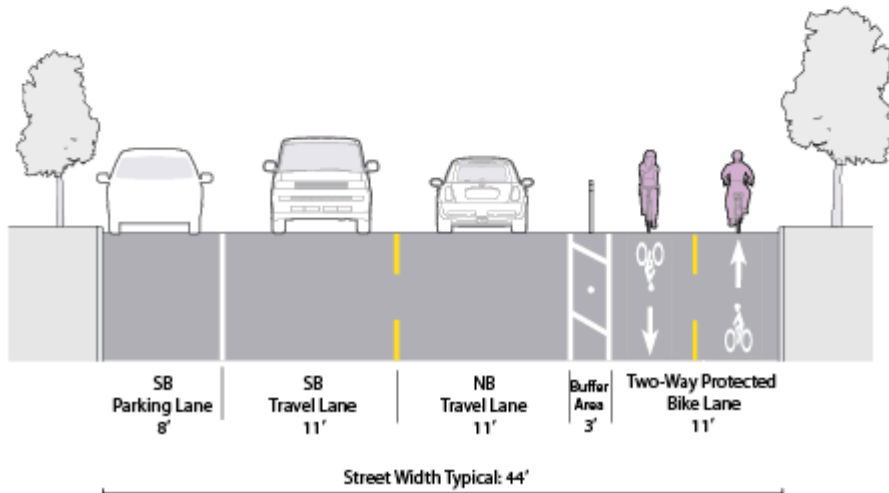 SB
Parking Lane
8'
SB
Travel Lane
11'
NB
Travel Lane
11'
Buffer
Area
3'
Two-Way Protected
Bike Lane
11'
Street Width Typical: 44'